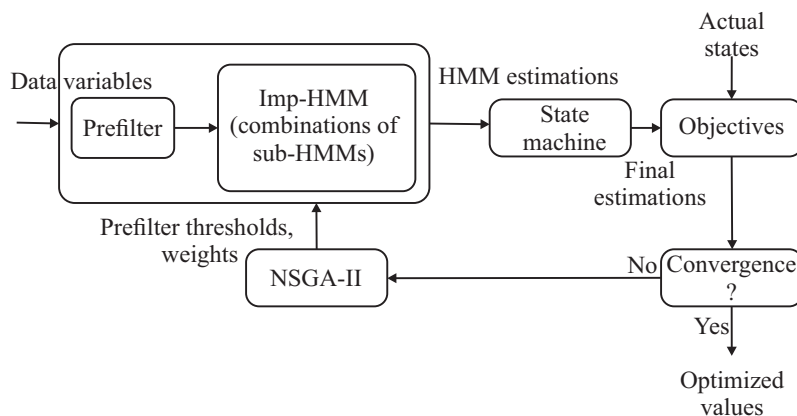 Actual
states
Data variables
HMM estimations
Prefilter
Imp-HMM
(combinations of
sub-HMMs)
State
machine
Objectives
Final
estimations
Prefilter thresholds,
weights
NSGA-II
No
Convergence
?
Yes
Optimized
values